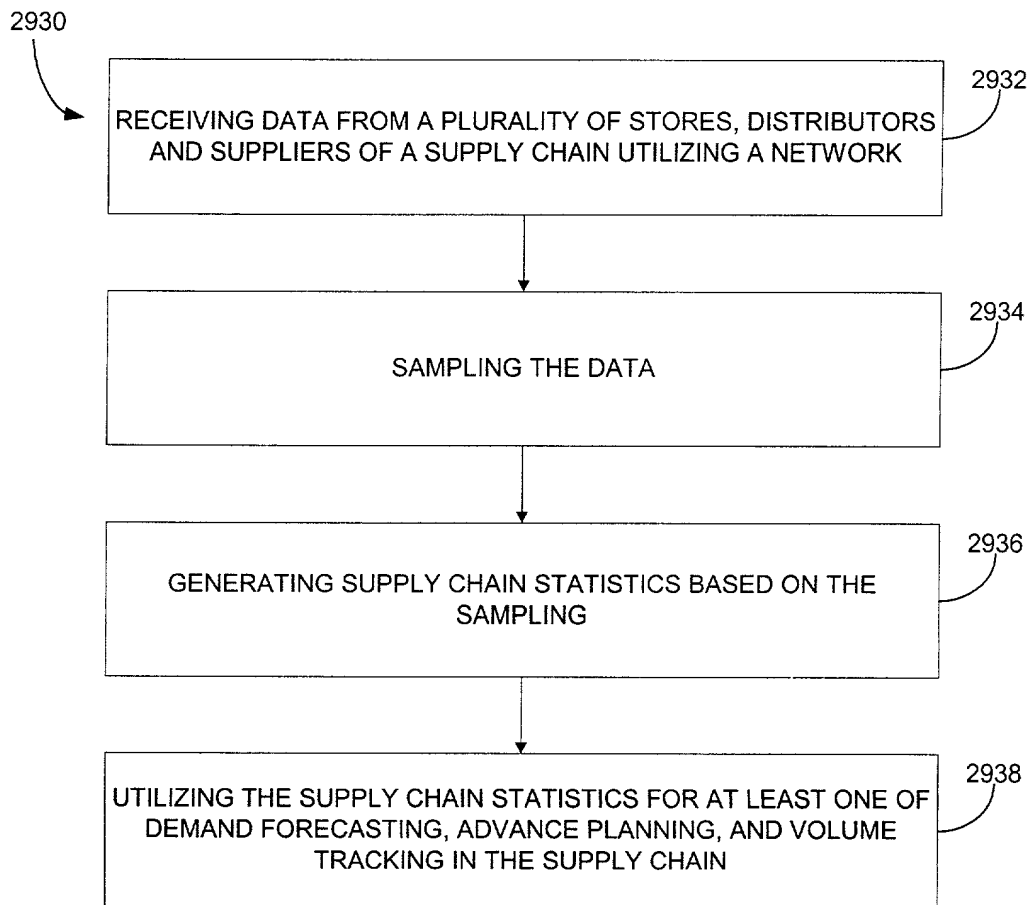 2930
2932
RECEIVING DATA FROM A PLURALITY OF STORES, DISTRIBUTORS
AND SUPPLIERS OF A SUPPLY CHAIN UTILIZING A NETWORK
2934
SAMPLING THE DATA
2936
GENERATING SUPPLY CHAIN STATISTICS BASED ON THE
SAMPLING
2938
UTILIZING THE SUPPLY CHAIN STATISTICS FOR AT LEAST ONE OF
DEMAND FORECASTING, ADVANCE PLANNING, AND VOLUME
TRACKING IN THE SUPPLY CHAIN